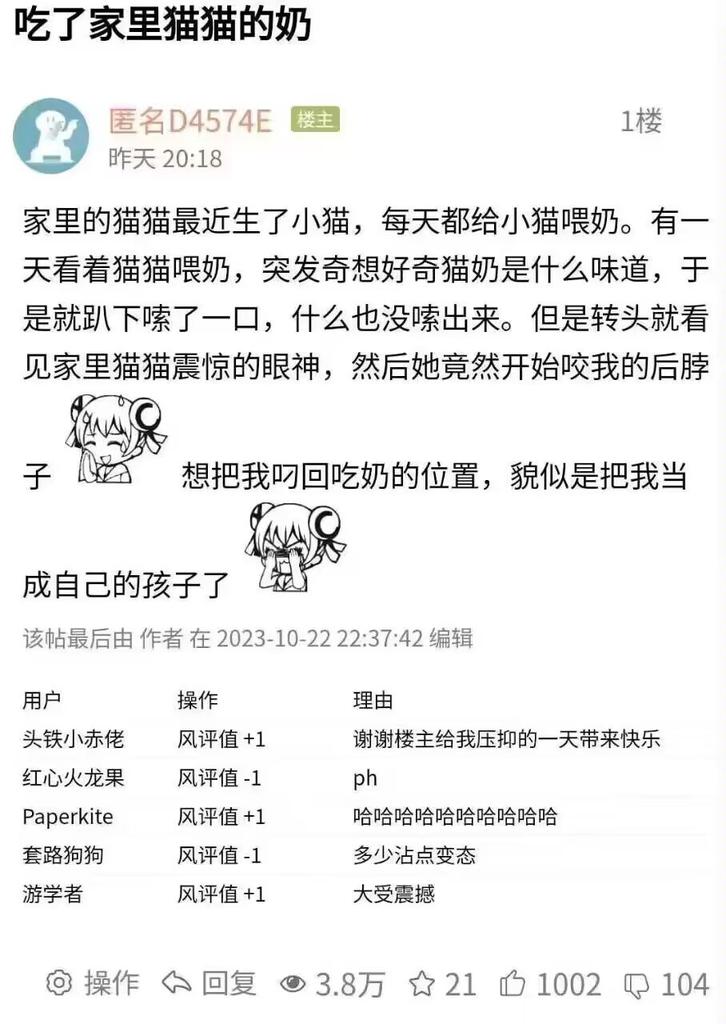 吃了家里猫猫的奶
匿名D4574E 楼主 1楼
昨天 20:18
家里的猫猫最近生了小猫，每天都给小猫喂奶。有一
天看着猫猫喂奶，突发奇想好奇猫奶是什么味道，于
是就趴下嗦了一口，什么也没嗦出来。但是转头就看
见家里猫猫震惊的眼神，然后她竟然开始咬我的后脖
子 想把我叼回吃奶的位置，貌似是把我当
成自己的孩子了
该帖最后由 作者 在 2023-10-22 22:37:42 编辑
用户 操作 理由
头铁小赤佬 风评值 +1 谢谢楼主给我压抑的一天带来快乐
红心火龙果 风评值 -1 ph
Paperkite 风评值 +1 哈哈哈哈哈哈哈哈哈哈
套路狗狗 风评值 -1 多少沾点变态
游学者 风评值 +1 大受震撼
操作 回复 3.8万 21 1002 104